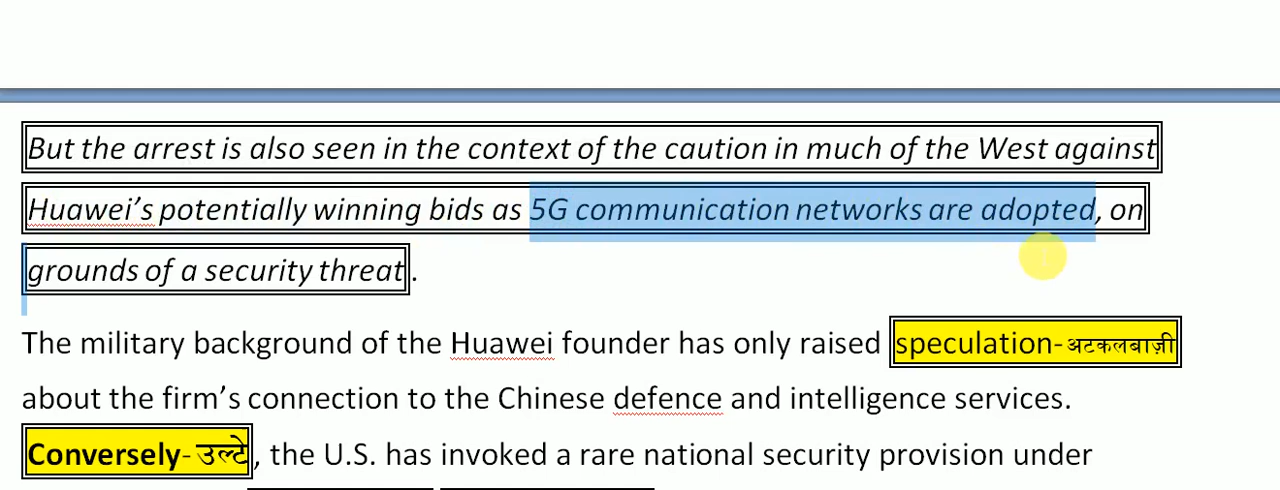 But the arrest is also seen in the context of the caution in much of the West against
Huawei’s potentially winning bids as 5G communication networks are adopted, on
grounds of a security threat.
The military background of the Huawei founder has only raised speculation-अटकलबाज़ी
about the firm’s connection to the Chinese defence and intelligence services.
Conversely- उल्टे, the U.S. has invoked a rare national security provision under